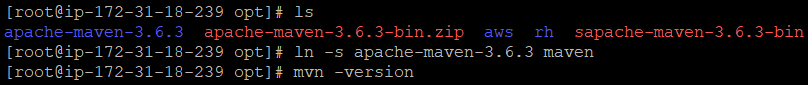 [root@ip-172-31-18-239 opt]# ls
apache-maven-3.6.3  apache-maven-3.6.3-bin.zip  aws  rh  sapache-maven-3.6.3-bin
[root@ip-172-31-18-239 opt]# ln -s apache-maven-3.6.3 maven
[root@ip-172-31-18-239 opt]# mvn -version